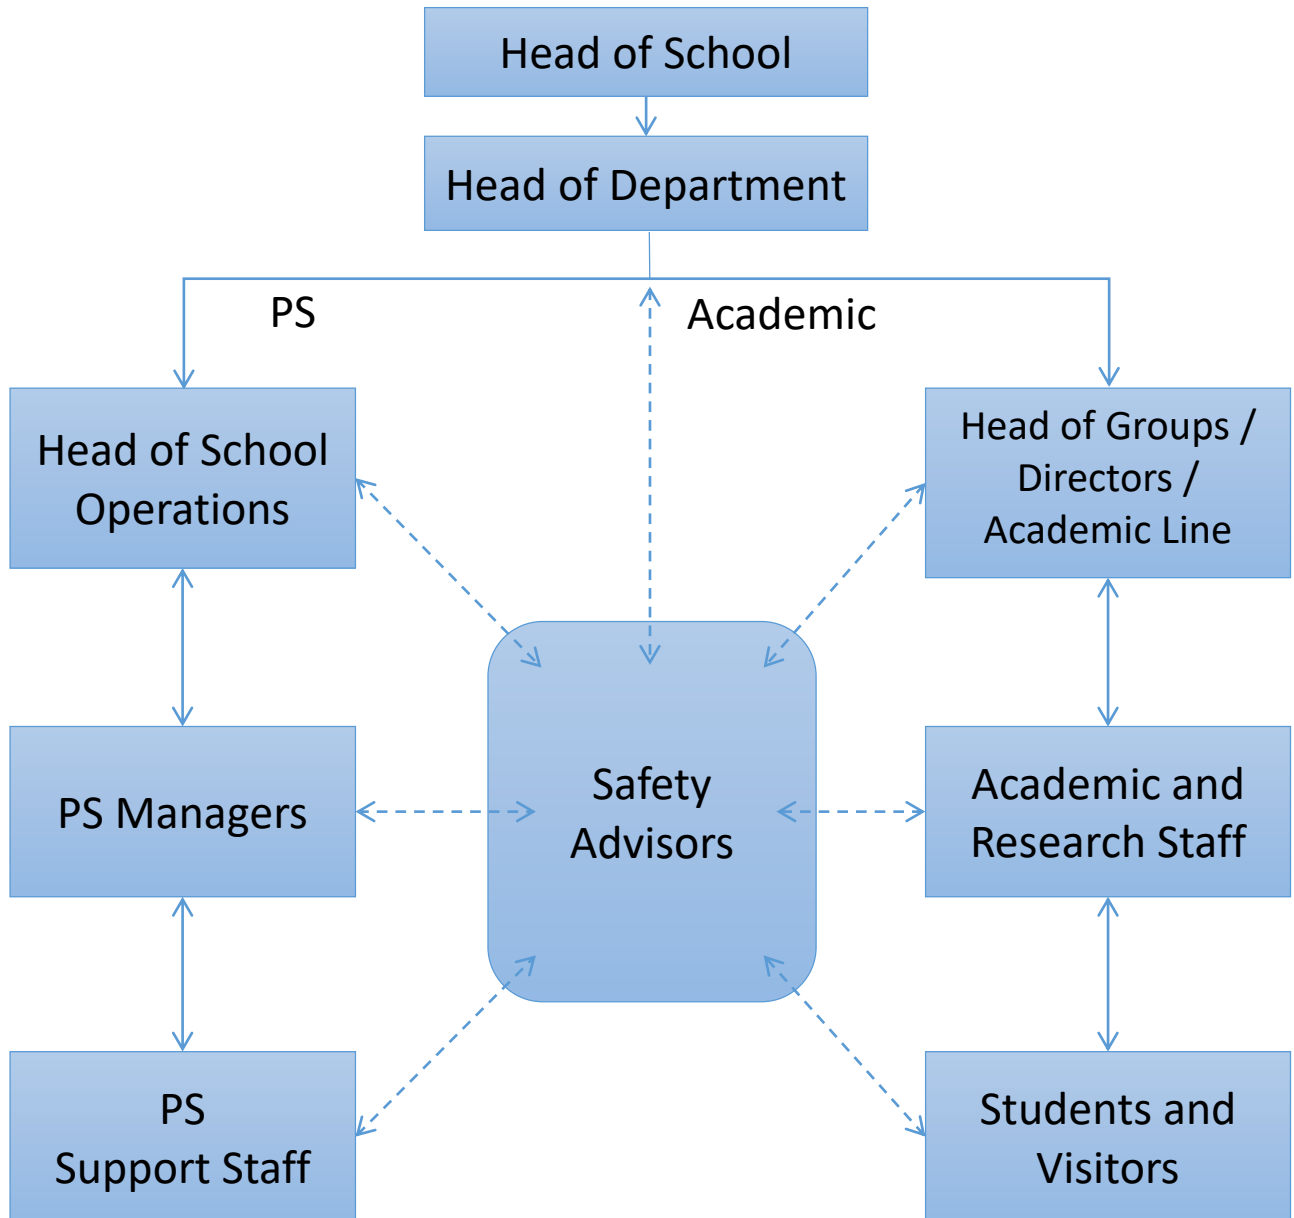 Head of School
Head of Department
PS
Academic
Head of School
Operations
Head of Groups /
Directors /
Academic Line
PS Managers
Safety
Advisors
Academic and
Research Staff
PS
Support Staff
Students and
Visitors